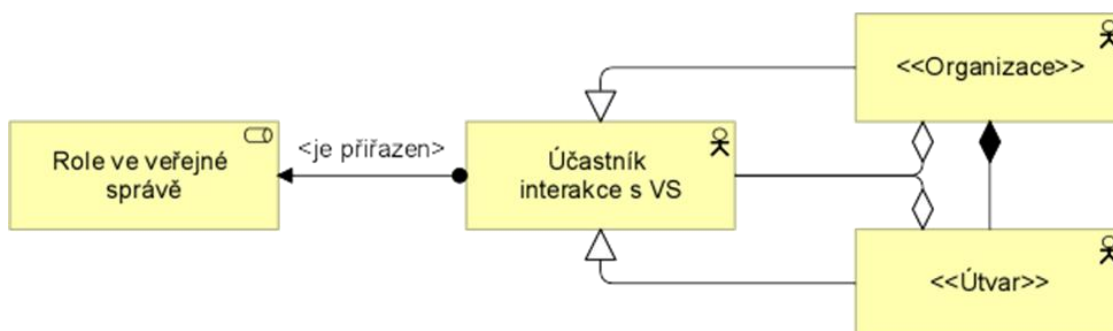 <<Organizace>>
Role ve veřejné
správě
<je přiřazen>
Účastník
interakce s VS
<<Útvar>>